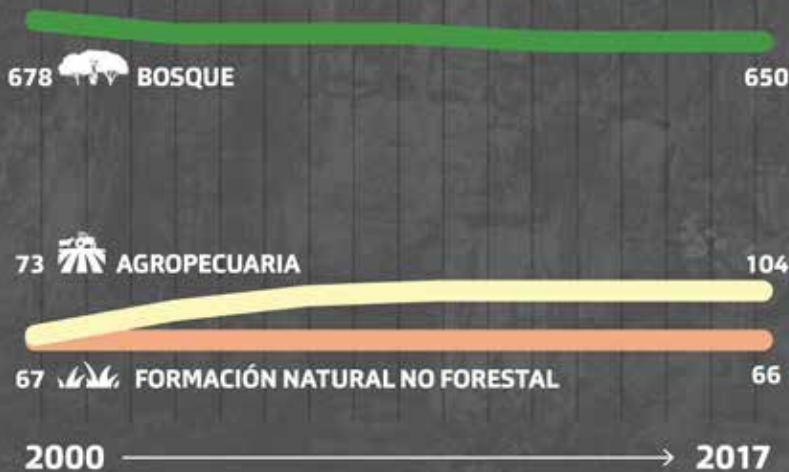 678 BOSQUE 650
73 AGROPECUARIA 104
67 FORMACIÓN NATURAL NO FORESTAL 66
2000 2017